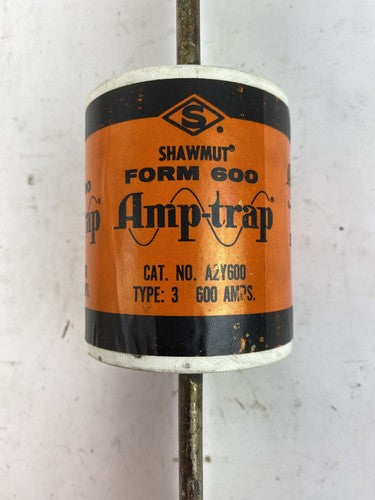 S
SHAWMUT®
FORM 600
Amp-trap®
CAT. NO. A2Y600
TYPE: 3 600 AMPS.